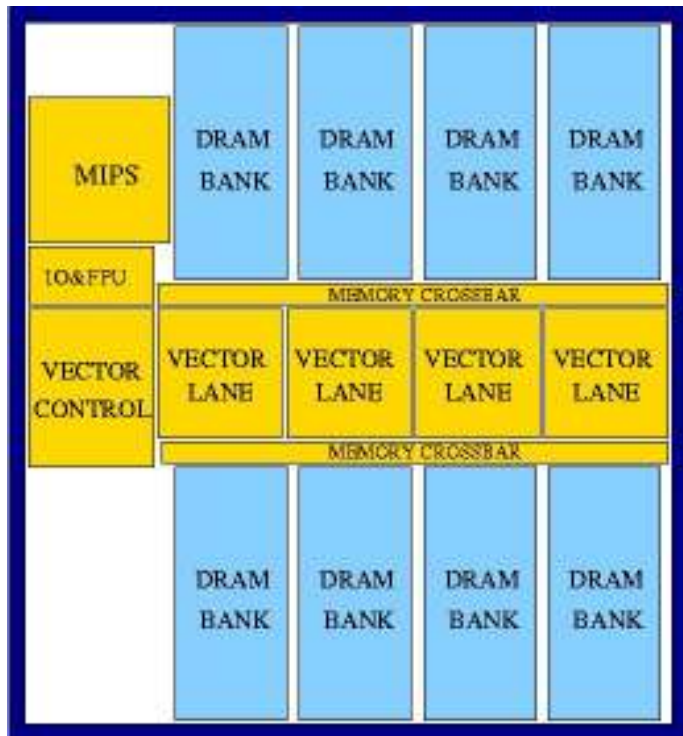 DRAM
BANK
DRAM
BANK
DRAM
BANK
DRAM
BANK
MIPS
IO&FPU
MEMORY CROSSBAR
VECTOR
CONTROL
VECTOR
LANE
VECTOR
LANE
VECTOR
LANE
VECTOR
LANE
MEMORY CROSSBAR
DRAM
BANK
DRAM
BANK
DRAM
BANK
DRAM
BANK